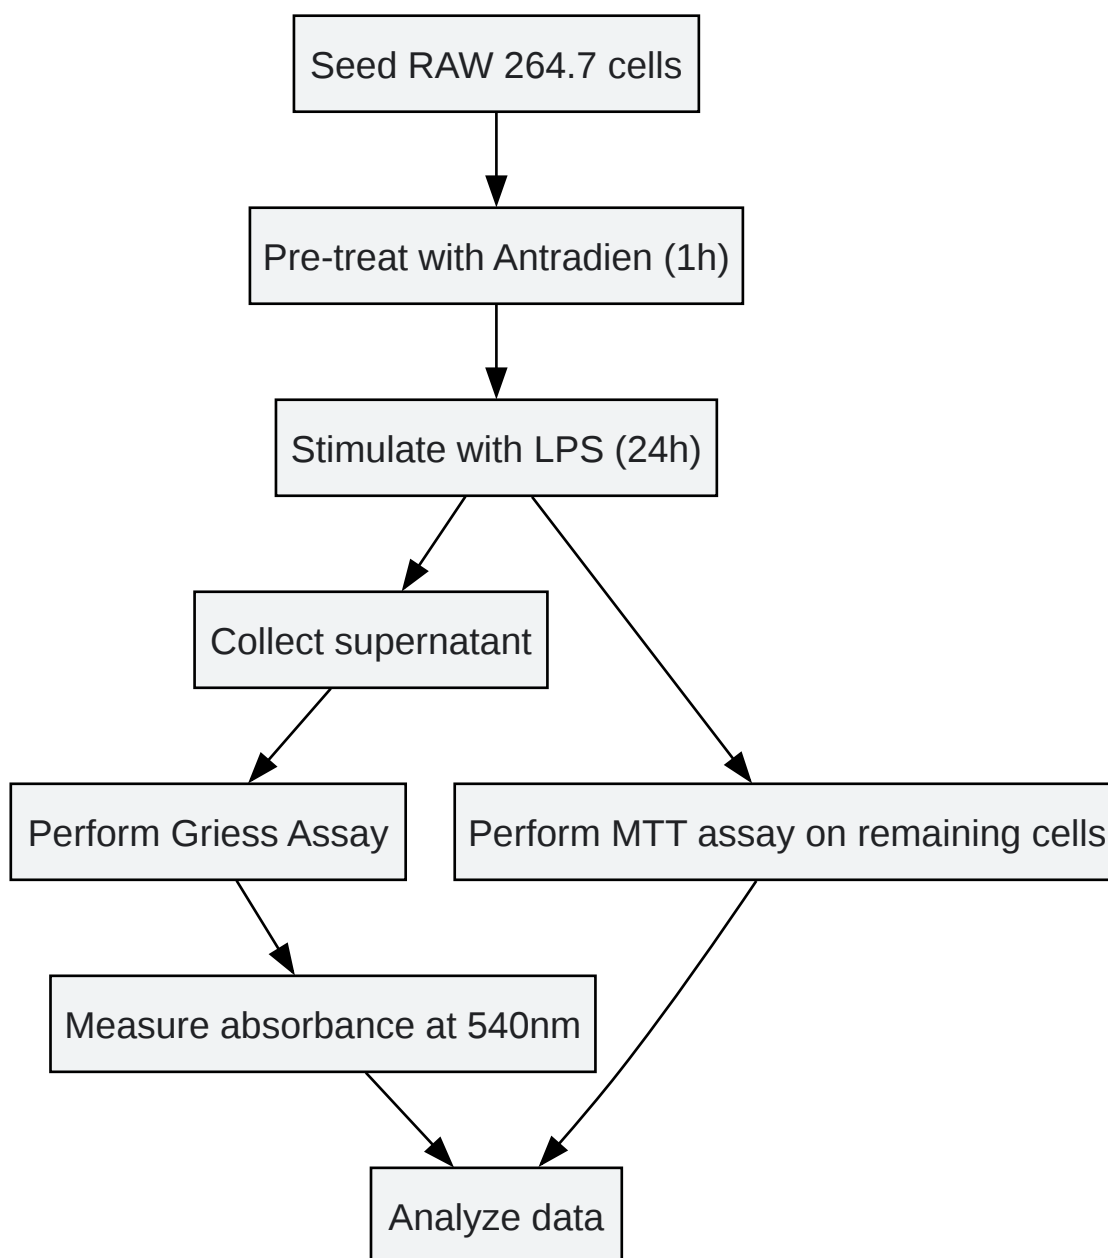 Seed RAW 264.7 cells
Pre-treat with Antradien (1h)
Stimulate with LPS (24h)
Collect supernatant
Perform Griess Assay
Perform MTT assay on remaining cells
Measure absorbance at 540nm
Analyze data